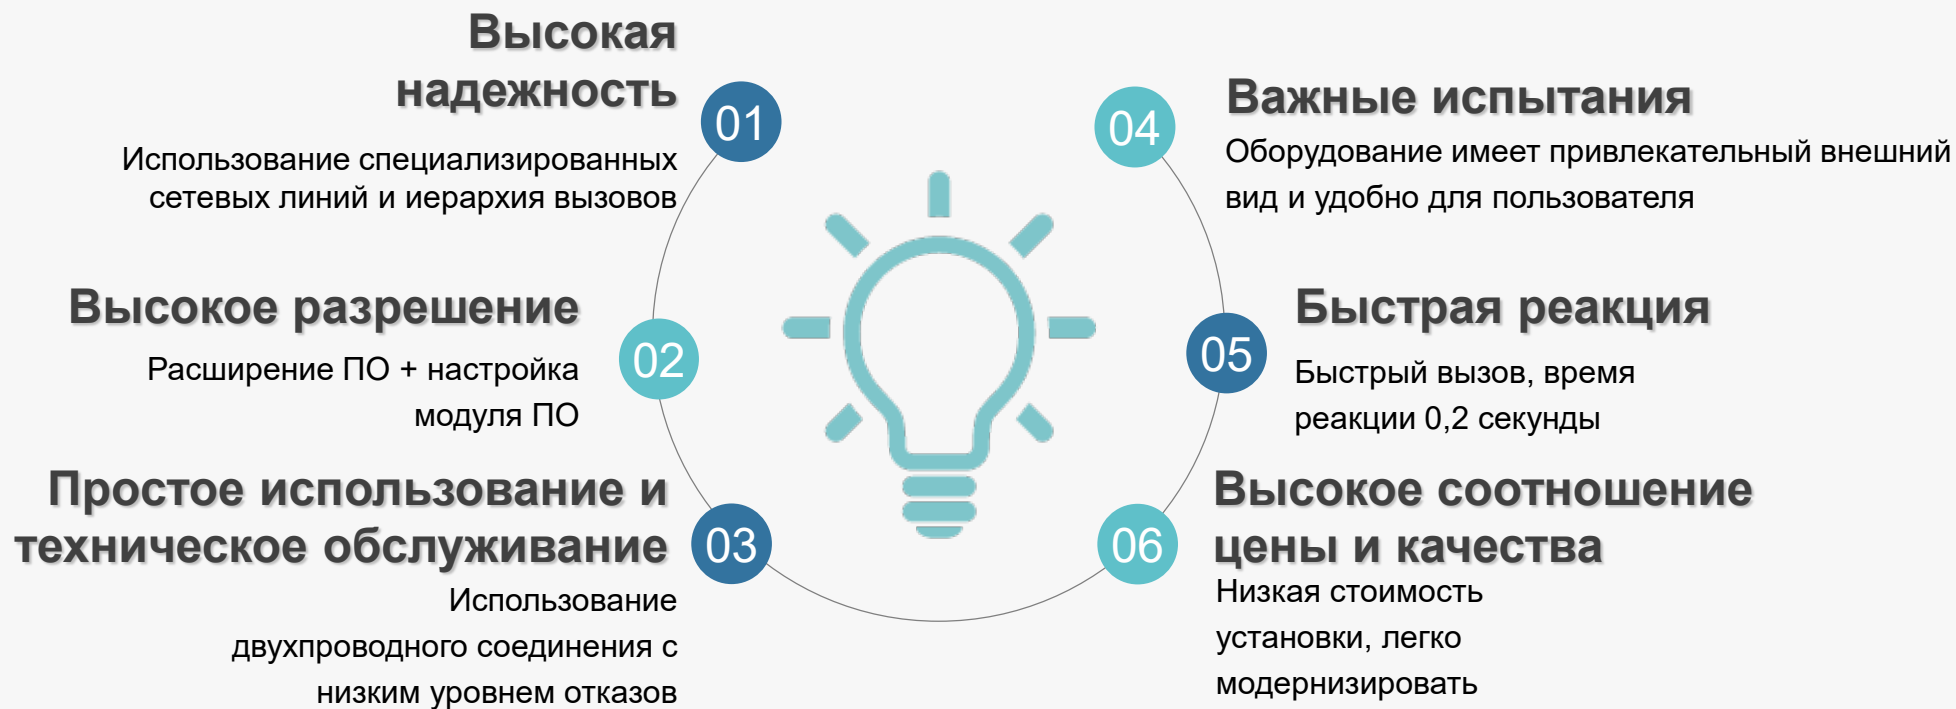 Высокая
надежность
01
Использование специализированных
сетевых линий и иерархия вызовов
Высокое разрешение
02
Расширение ПО + настройка
модуля ПО
Простое использование и
техническое обслуживание
03
Использование
двухпроводного соединения с
низким уровнем отказов
04
Важные испытания
Оборудование имеет привлекательный внешний
вид и удобно для пользователя
05
Быстрая реакция
Быстрый вызов, время
реакции 0,2 секунды
06
Высокое соотношение
цены и качества
Низкая стоимость
установки, легко
модернизировать